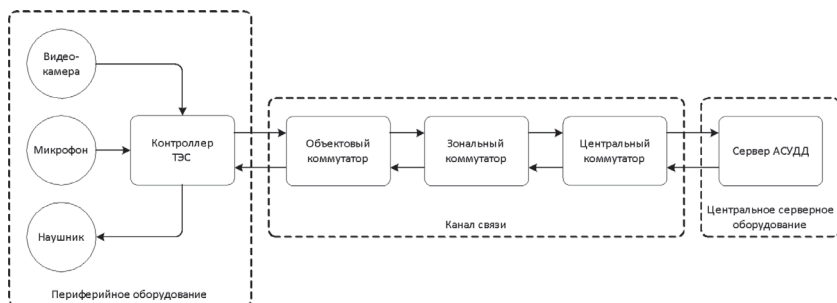 Видео-
камера
Микрофон
Наушник
Контроллер
ТЭС
Периферийное оборудование
Объектовый
коммутатор
Зональный
коммутатор
Центральный
коммутатор
Канал связи
Сервер АСУДД
Центральное серверное
оборудование